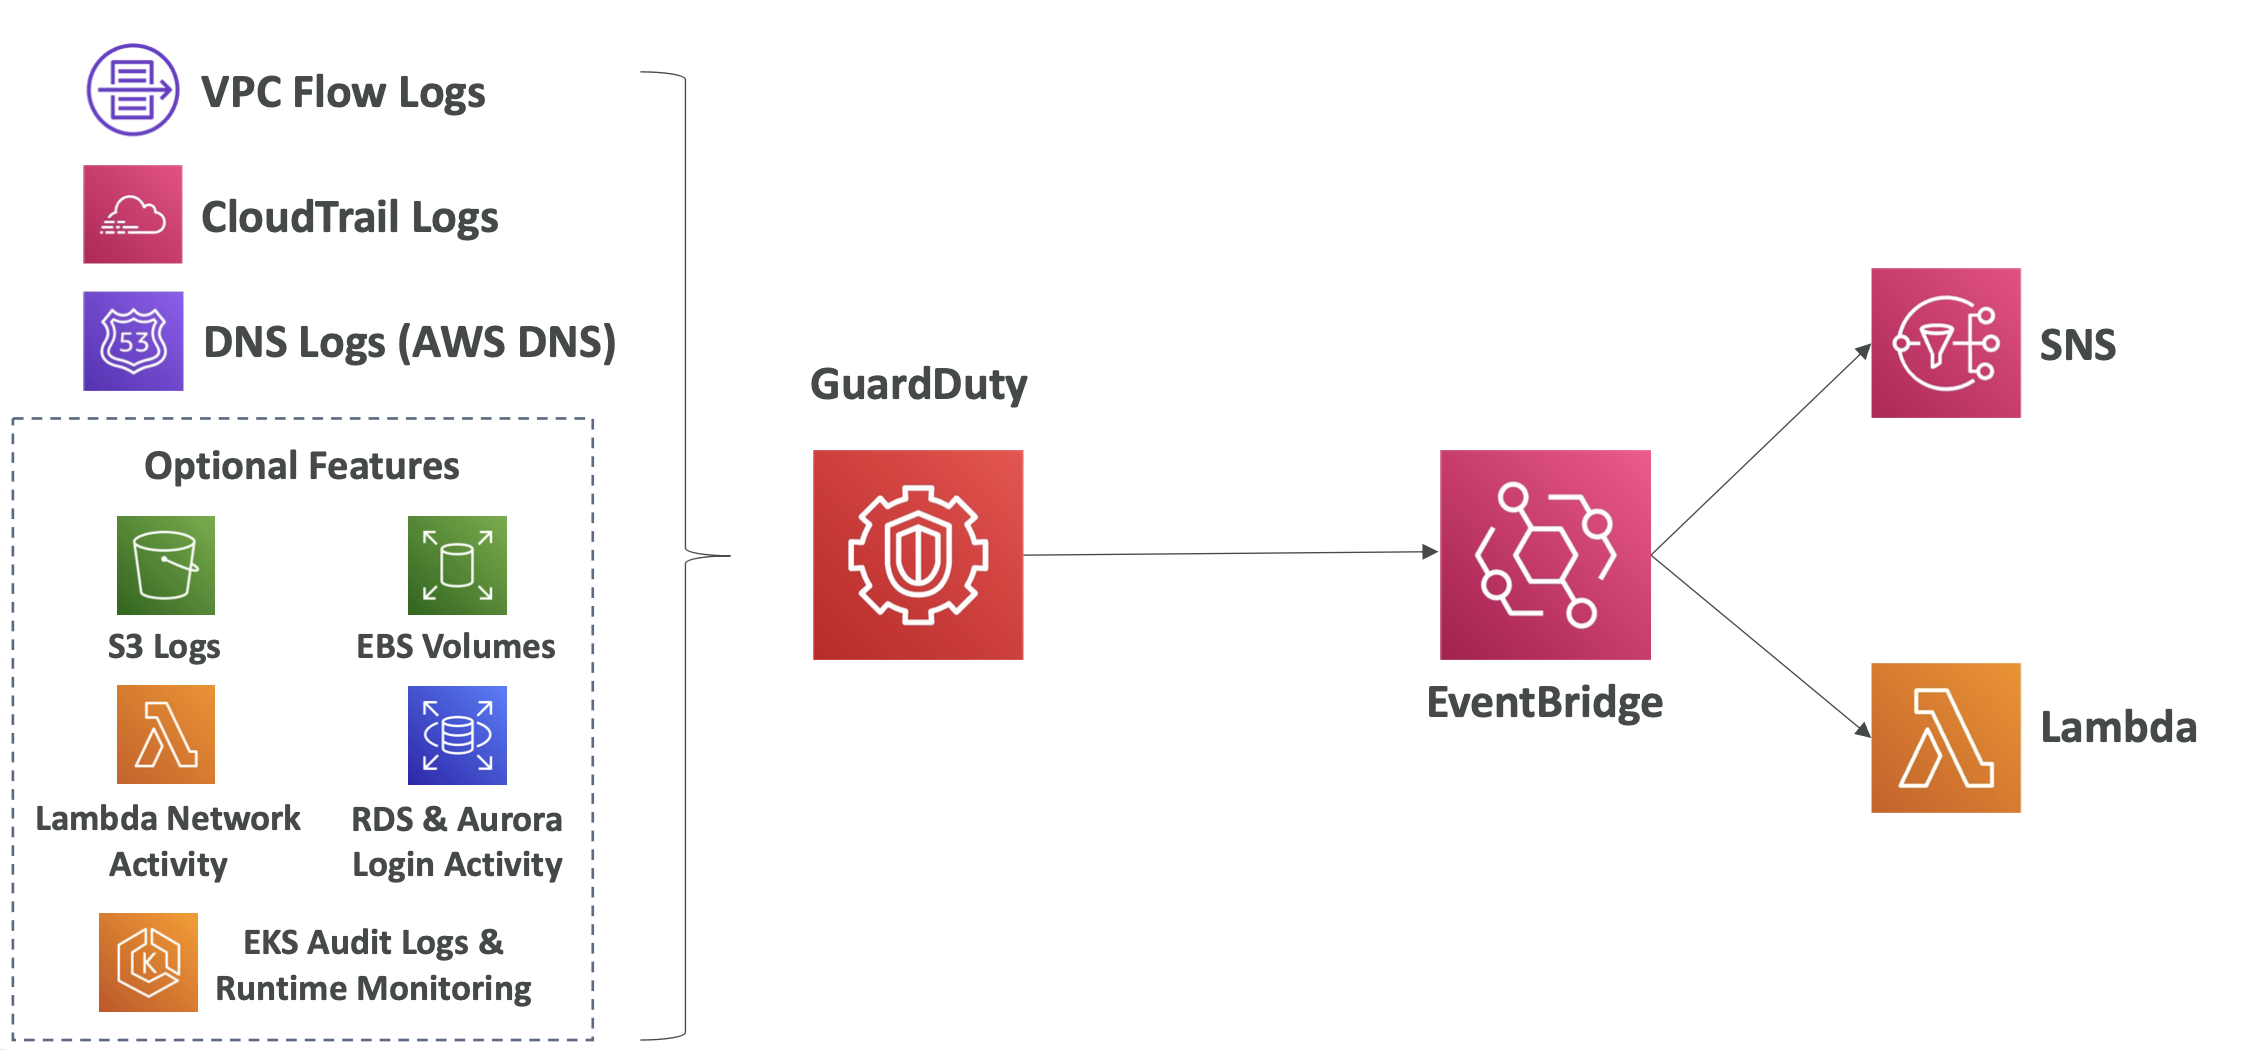 VPC Flow Logs
CloudTrail Logs
53
DNS Logs (AWS DNS)
Optional Features
S3 Logs
EBS Volumes
Lambda Network
Activity
RDS & Aurora
Login Activity
K
EKS Audit Logs &
Runtime Monitoring
GuardDuty
EventBridge
SNS
Lambda